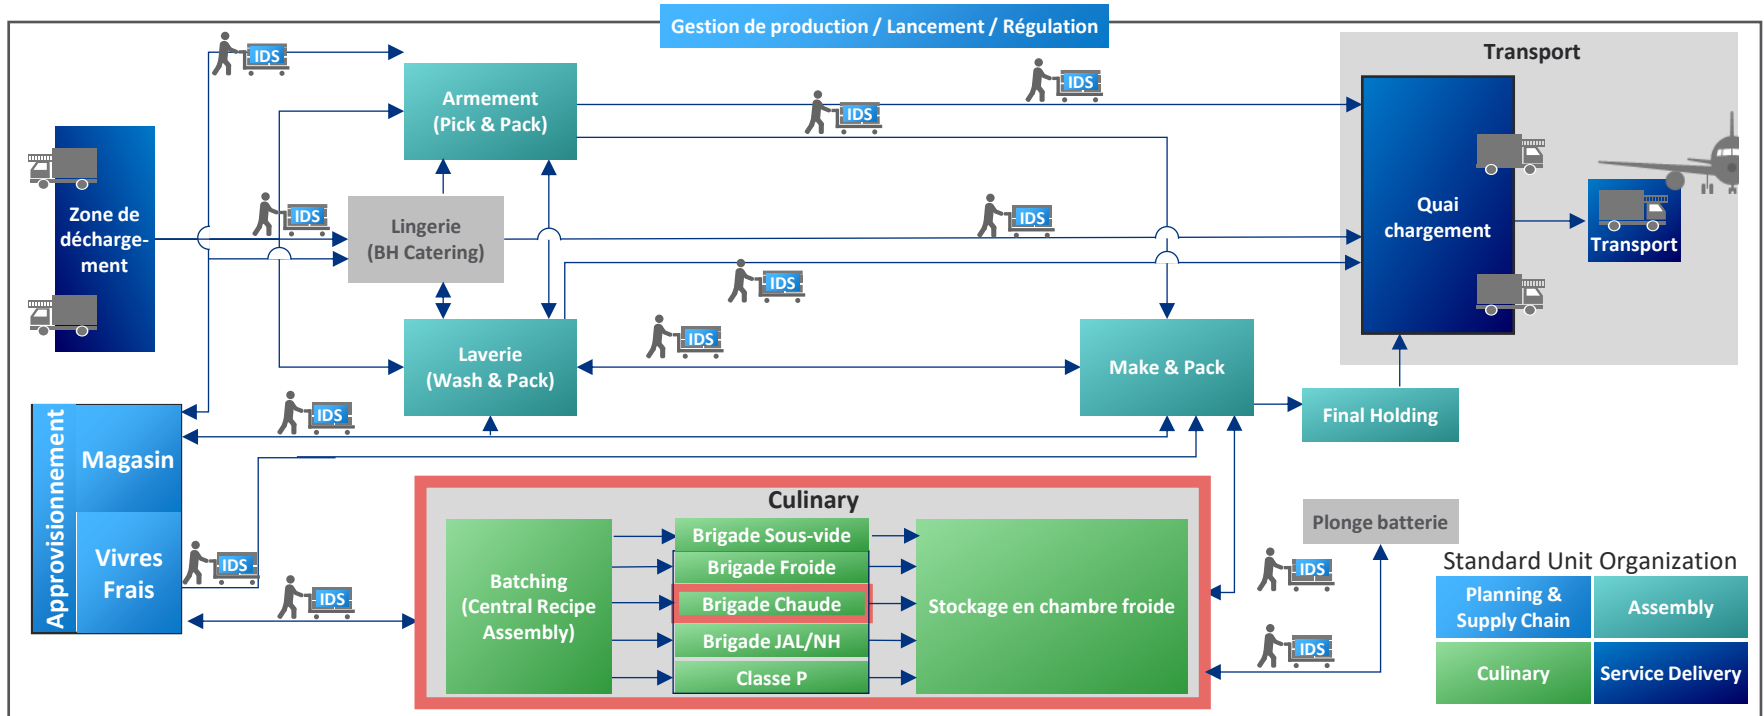 Gestion de production / Lancement / Régulation
IDS
Transport
Armement
(Pick & Pack)
IDS
IDS
Zone de
décharge-
ment
IDS
Lingerie
(BH Catering)
IDS
Quai
chargement
Transport
IDS
Laverie
(Wash & Pack)
IDS
Make & Pack
Final Holding
Approvisionnement
Magasin
IDS
Vivres
Frais
IDS
IDS
Culinary
Batching
(Central Recipe
Assembly)
Brigade Sous-vide
Brigade Froide
Brigade Chaude
Brigade JAL/NH
Classe P
Stockage en chambre froide
Plonge batterie
IDS
IDS
Standard Unit Organization
Planning &
Supply Chain
Assembly
Culinary
Service Delivery